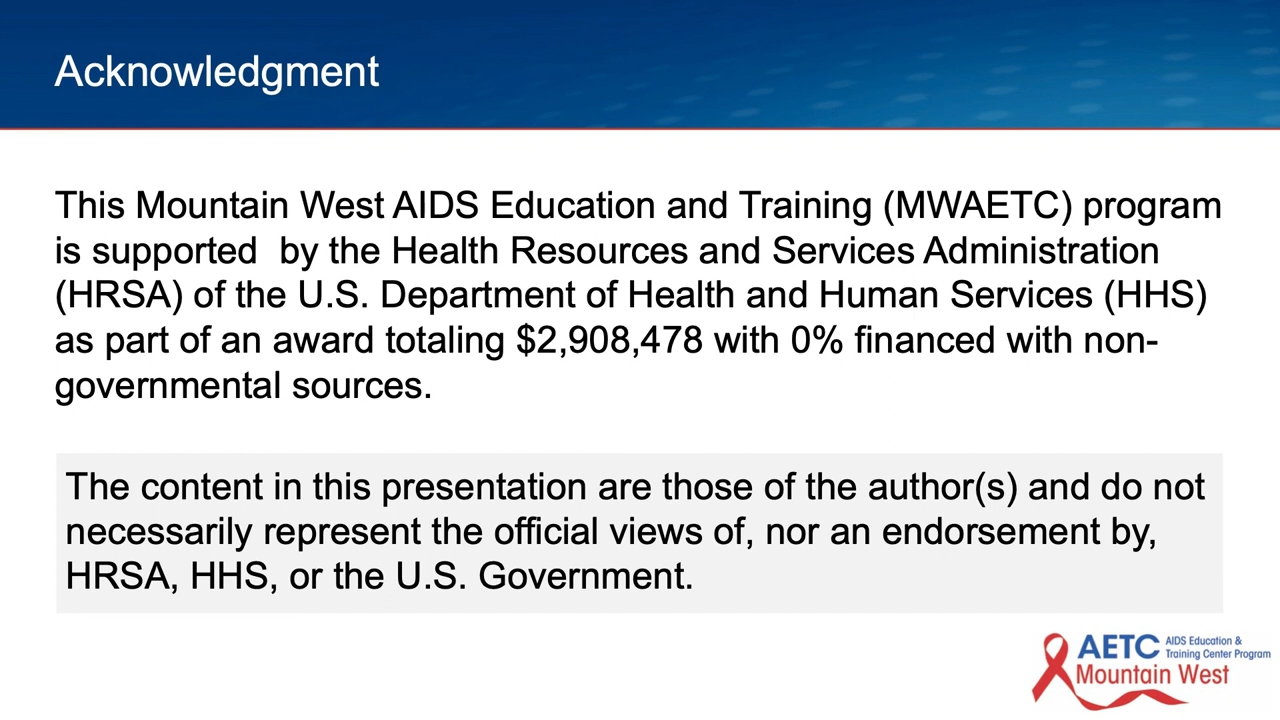 Acknowledgment
This Mountain West AIDS Education and Training (MWAETC) program
is supported  by the Health Resources and Services Administration
(HRSA) of the U.S. Department of Health and Human Services (HHS)
as part of an award totaling $2,908,478 with 0% financed with non-
governmental sources.
The content in this presentation are those of the author(s) and do not
necessarily represent the official views of, nor an endorsement by,
HRSA, HHS, or the U.S. Government.
AETC
AIDS Education &
Training Center Program
Mountain West